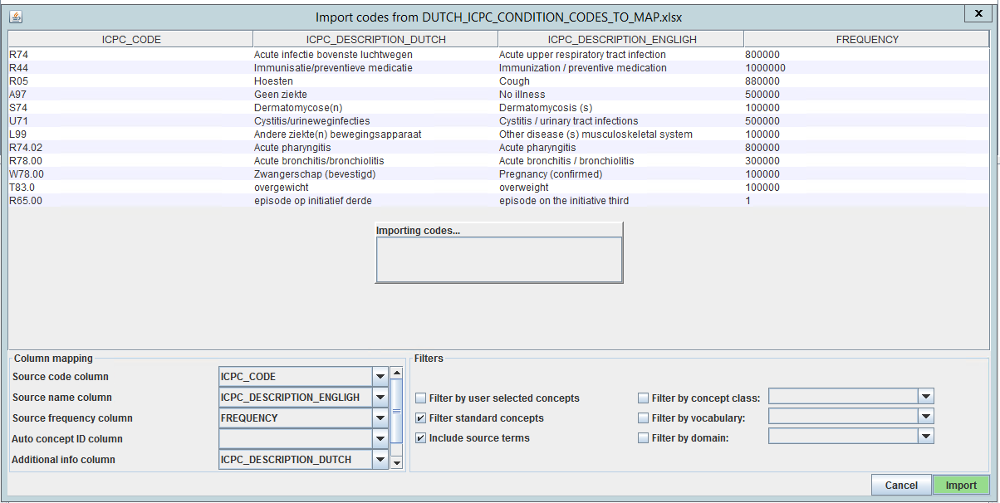 Import codes from DUTCH_ICPC_CONDITION_CODES_TO_MAP.xlsx
X
ICPC_CODE ICPC_DESCRIPTION_DUTCH ICPC_DESCRIPTION_ENGLIGH FREQUENCY
R74 Acute infectie bovenste luchtwegen Acute upper respiratory tract infection 800000
R44 Immunisatie/preventieve medicatie Immunization / preventive medication 1000000
R05 Hoesten Cough 880000
A97 Geen ziekte No illness 500000
S74 Dermatomycose(n) Dermatomycosis (s) 100000
U71 Cystitis/urineweginfecties Cystitis / urinary tract infections 500000
L99 Andere ziekte(n) bewegingsapparaat Other disease (s) musculoskeletal system 100000
R74.02 Acute pharyngitis Acute pharyngitis 800000
R78.00 Acute bronchitis/bronchiolitis Acute bronchitis / bronchiolitis 300000
W78.00 Zwangerschap (bevestigd) Pregnancy (confirmed) 100000
T83.0 overgewicht overweight 100000
R65.00 episode op initiatief derde episode on the initiative third 1
Importing codes...
Column mapping
Source code column ICPC_CODE
Source name column ICPC_DESCRIPTION_ENGLIGH
Source frequency column FREQUENCY
Auto concept ID column
Additional info column ICPC_DESCRIPTION_DUTCH
Filters
Filter by user selected concepts Filter by concept class:
Filter standard concepts Filter by vocabulary:
Include source terms Filter by domain:
Cancel Import